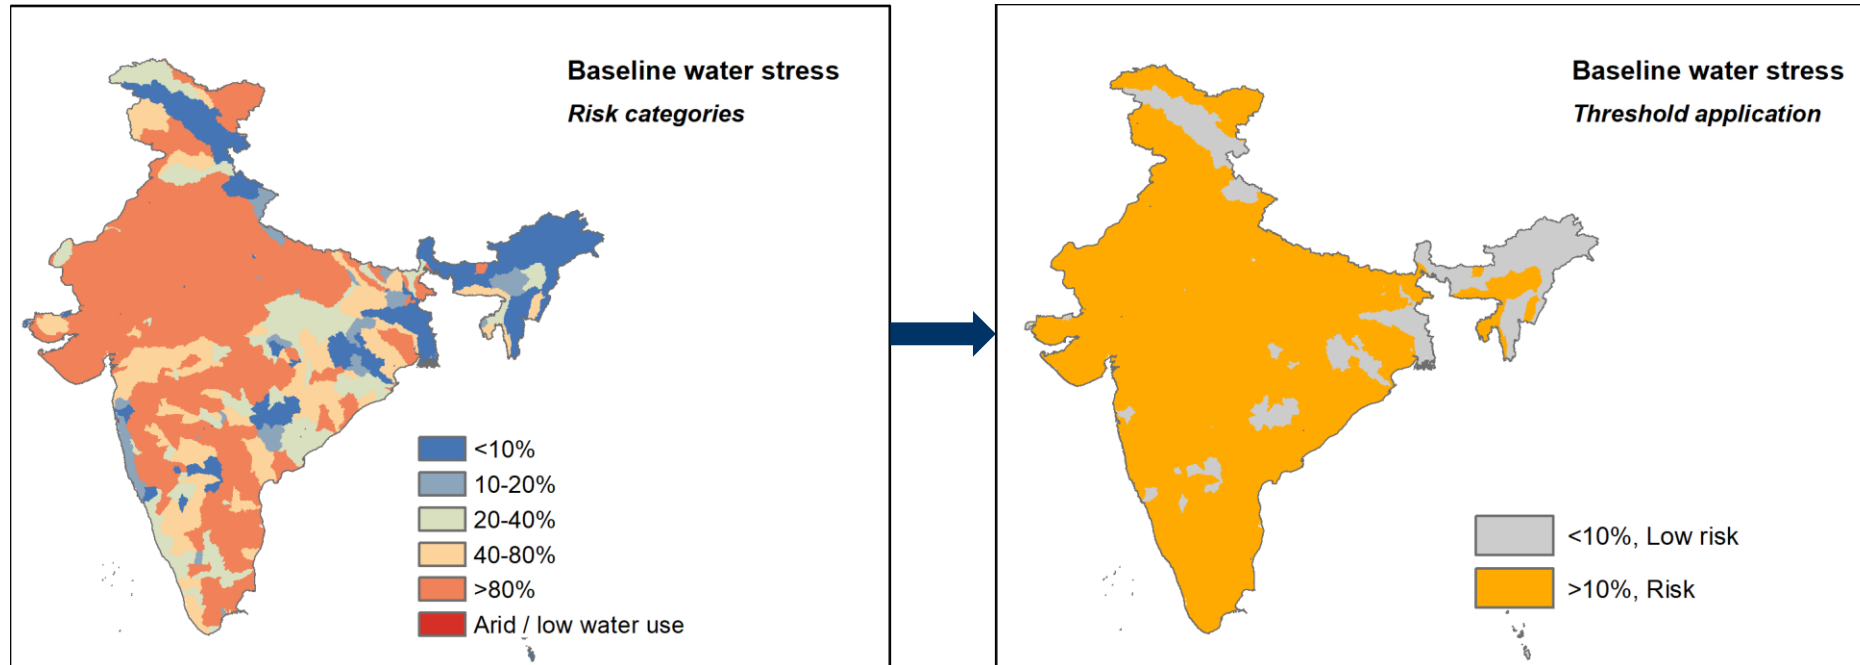 Baseline water stress
Risk categories
<10%
10-20%
20-40%
40-80%
>80%
Arid / low water use
Baseline water stress
Threshold application
<10%, Low risk
>10%, Risk